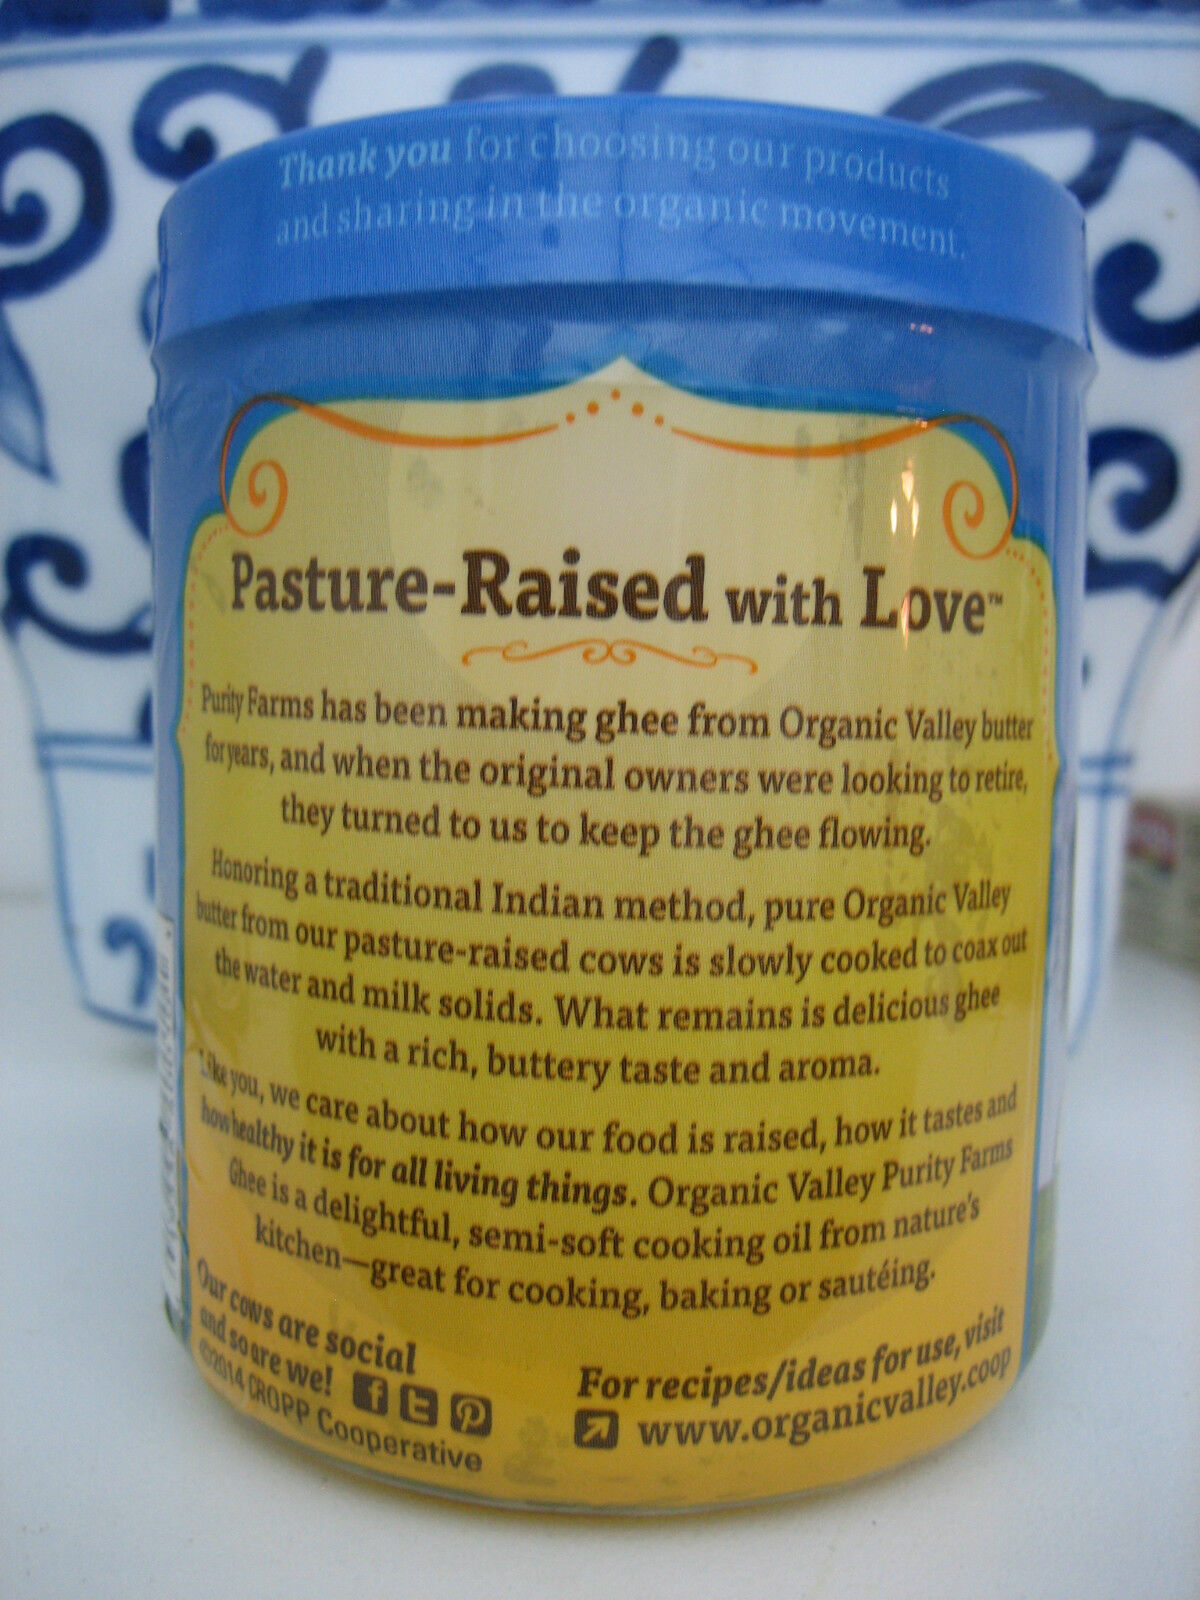 Thank you for choosing our products
and sharing in the organic movement.
Pasture-Raised with Love™
Purity Farms has been making ghee from Organic Valley butter
for years, and when the original owners were looking to retire,
they turned to us to keep the ghee flowing.
Honoring a traditional Indian method, pure Organic Valley
butter from our pasture-raised cows is slowly cooked to coax out
the water and milk solids. What remains is delicious ghee
with a rich, buttery taste and aroma.
Like you, we care about how our food is raised, how it tastes and
how healthy it is for all living things. Organic Valley Purity Farms
Ghee is a delightful, semi-soft cooking oil from nature's
kitchen—great for cooking, baking or sautéing.
Our cows are social
and so are we!
©2014 CROPP Cooperative
For recipes/ideas for use, visit
www.organicvalley.coop